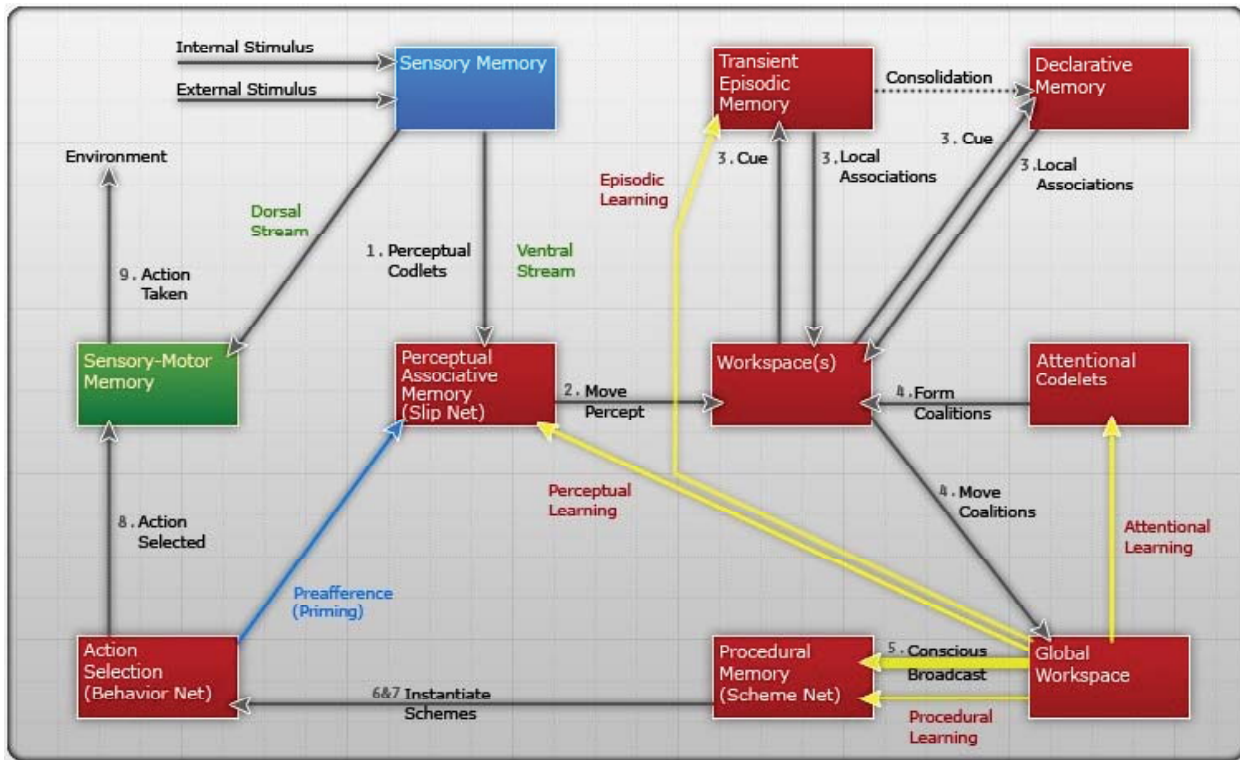 Internal Stimulus
External Stimulus
Sensory Memory
Transient
Episodic
Memory
Consolidation
Declarative
Memory
Environment
3. Cue
3. Local
Associations
3. Cue
3. Local
Associations
Episodic
Learning
Dorsal
Stream
1. Perceptual
Codlets
Ventral
Stream
9. Action
Taken
Sensory-Motor
Memory
Perceptual
Associative
Memory
(Slip Net)
2. Move
Percept
Workspace(s)
4. Form
Coalitions
Attentional
Codelets
Perceptual
Learning
4. Move
Coalitions
Attentional
Learning
8. Action
Selected
Preafference
(Priming)
Action
Selection
(Behavior Net)
6&7 Instantiate
Schemes
Procedural
Memory
(Scheme Net)
5. Conscious
Broadcast
Procedural
Learning
Global
Workspace